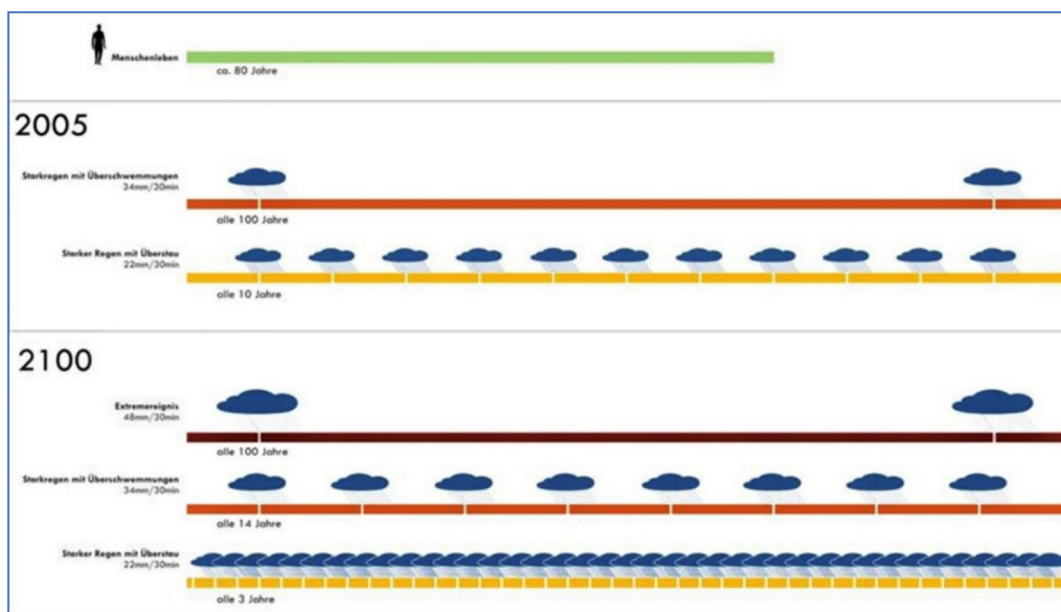 Menschenleben
ca. 80 Jahre
2005
Starkregen mit Überschwemmungen
34mm/30min
alle 100 Jahre
Starker Regen mit Überstau
22mm/30min
alle 10 Jahre
2100
Extremereignis
48mm/30min
alle 100 Jahre
Starkregen mit Überschwemmungen
34mm/30min
alle 14 Jahre
Starker Regen mit Überstau
22mm/30min
alle 3 Jahre